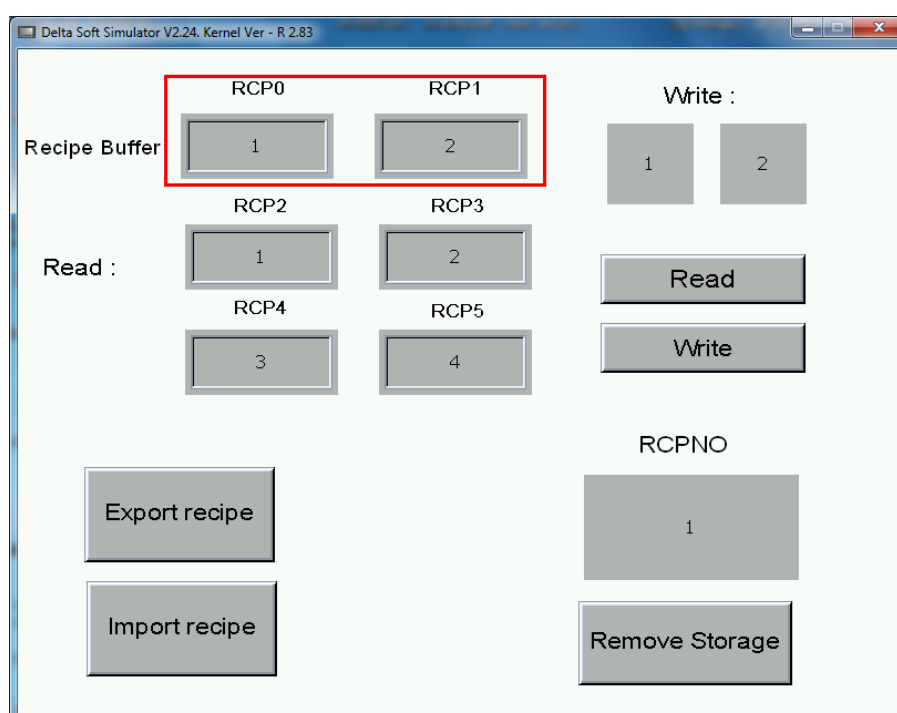 Delta Soft Simulator V2.24. Kernel Ver - R 2.83
RCP0 RCP1 Write :
Recipe Buffer 1 2 1 2
RCP2 RCP3
Read : 1 2 Read
RCP4 RCP5
3 4 Write
RCPNO
Export recipe 1
Import recipe Remove Storage